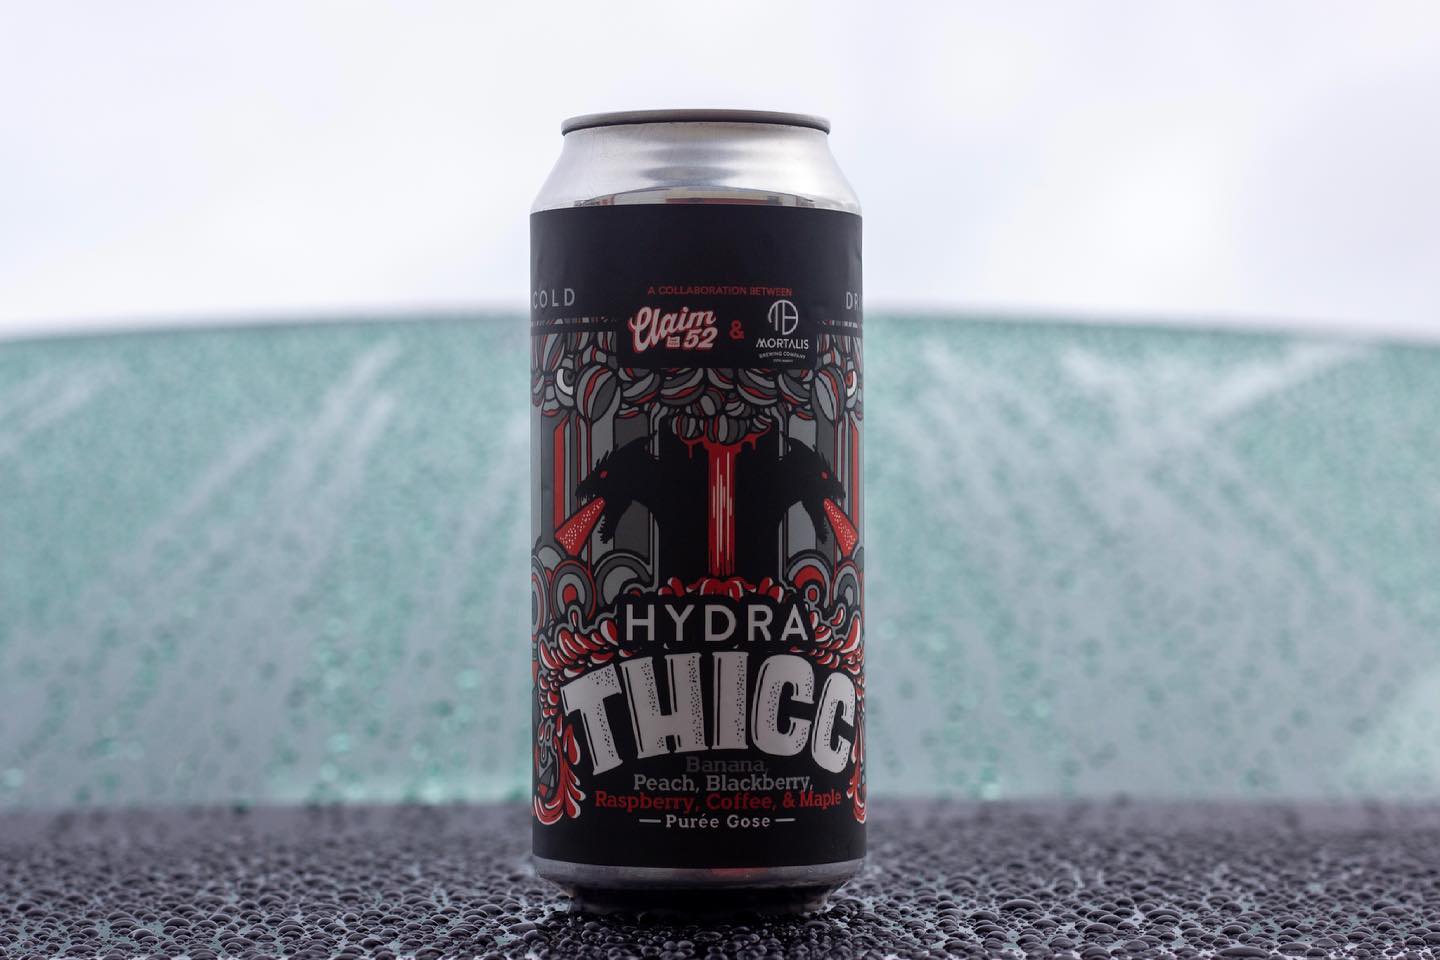 COLD
A COLLABORATION BETWEEN
DR
Claim 52 & MORTALIS
BREWING COMPANY
HYDRA
THICC
Banana,
Peach, Blackberry,
Raspberry, Coffee, & Maple
— Purée Gose —